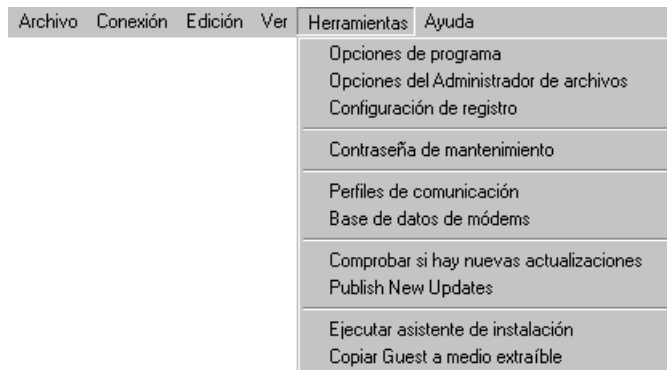 Archivo Conexión Edición Ver Herramientas Ayuda
Opciones de programa
Opciones del Administrador de archivos
Configuración de registro
Contraseña de mantenimiento
Perfiles de comunicación
Base de datos de módems
Comprobar si hay nuevas actualizaciones
Publish New Updates
Ejecutar asistente de instalación
Copiar Guest a medio extraíble